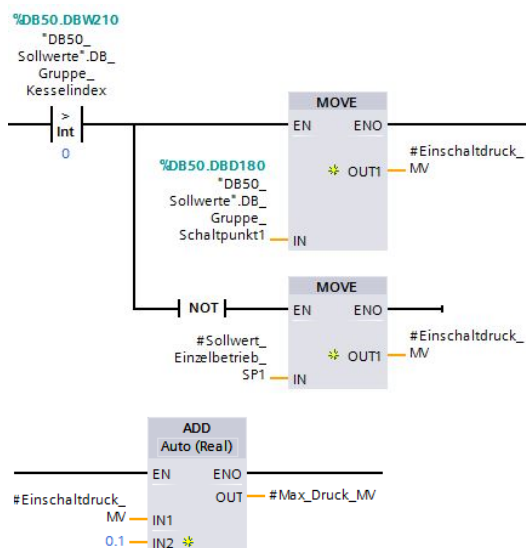 %DB50.DBW210
"DB50_
Sollwerte".DB_
Gruppe_
Kesselindex
>
Int
0
MOVE
EN ENO
OUT1
#Einschaltdruck_
MV
%DB50.DBD180
"DB50_
Sollwerte".DB_
Gruppe_
Schaltpunkt1
IN
NOT
MOVE
EN ENO
OUT1
#Einschaltdruck_
MV
#Sollwert_
Einzelbetrieb_
SP1
IN
ADD
Auto (Real)
EN ENO
OUT
#Max_Druck_MV
#Einschaltdruck_
MV
IN1
0.1
IN2